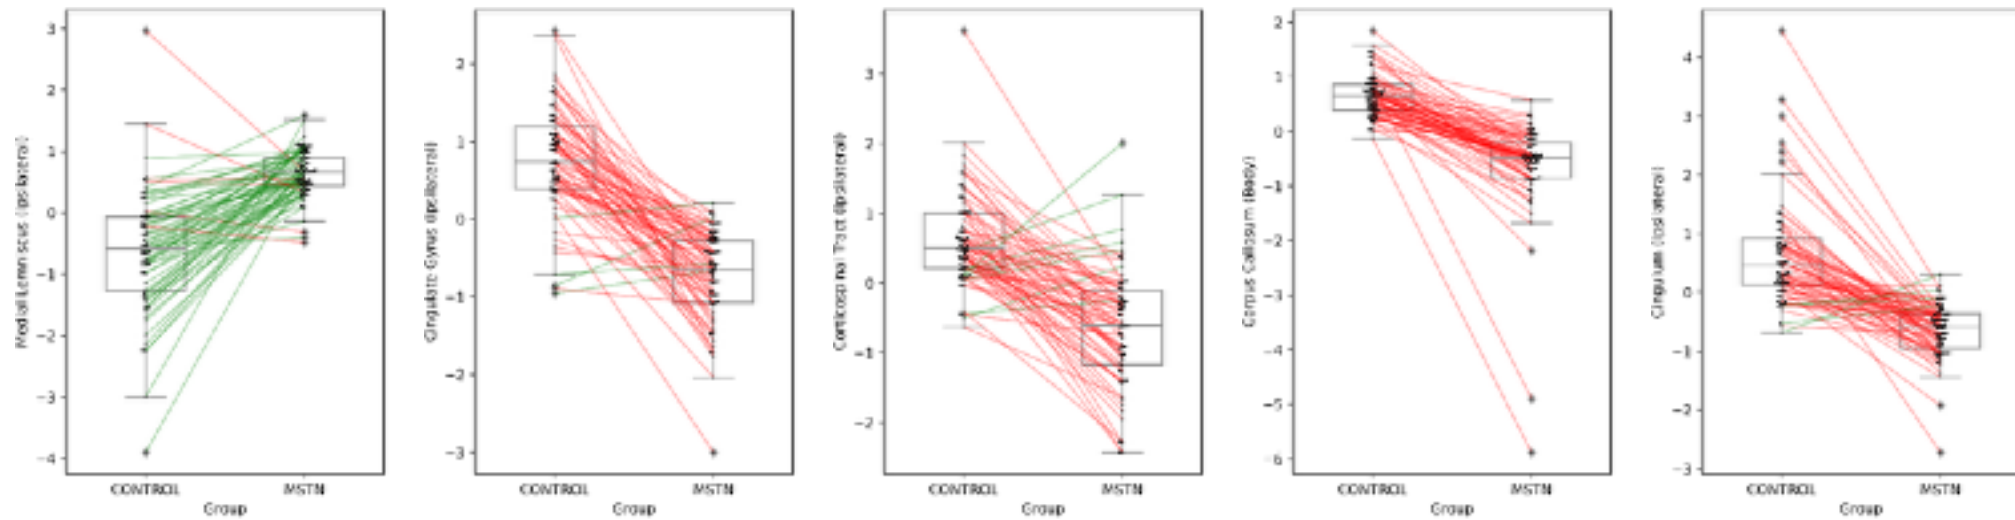 Medial Lemniscus (ipsilateral)
3
2
1
0
−1
−2
−3
−4
CONTROL MSTN
Group
Cingulate Gyrus (ipsilateral)
2
1
0
−1
−2
−3
CONTROL MSTN
Group
Corticospinal Tract (ipsilateral)
3
2
1
0
−1
−2
CONTROL MSTN
Group
Corpus Callosum (Body)
2
1
0
−1
−2
−3
−4
−5
−6
CONTROL MSTN
Group
Cingulum (ipsilateral)
4
3
2
1
0
−1
−2
−3
CONTROL MSTN
Group